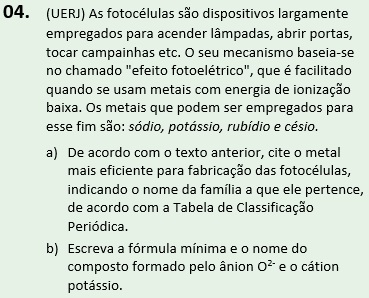 04. (UERJ) As fotocélulas são dispositivos largamente
empregados para acender lâmpadas, abrir portas,
tocar campainhas etc. O seu mecanismo baseia-se
no chamado "efeito fotoelétrico", que é facilitado
quando se usam metais com energia de ionização
baixa. Os metais que podem ser empregados para
esse fim são: sódio, potássio, rubídio e césio.
a) De acordo com o texto anterior, cite o metal
mais eficiente para fabricação das fotocélulas,
indicando o nome da família a que ele pertence,
de acordo com a Tabela de Classificação
Periódica.
b) Escreva a fórmula mínima e o nome do
composto formado pelo ânion O²⁻ e o cátion
potássio.